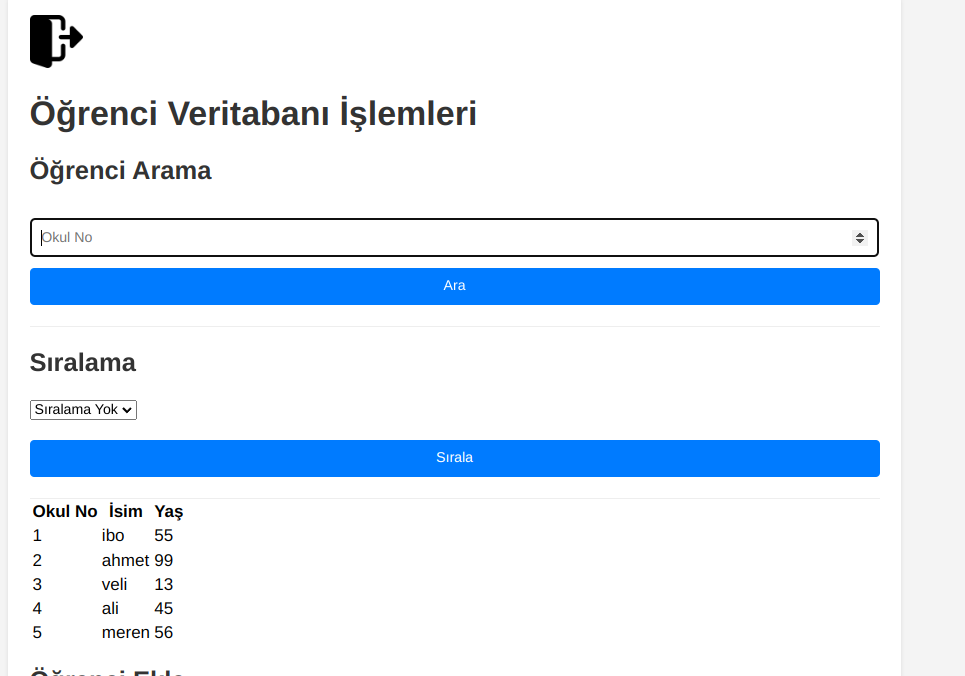 Öğrenci Veritabanı İşlemleri
Öğrenci Arama
Okul No
Ara
Sıralama
Sıralama Yok
Sırala
Okul No İsim Yaş
1 ibo 55
2 ahmet 99
3 veli 13
4 ali 45
5 meren 56